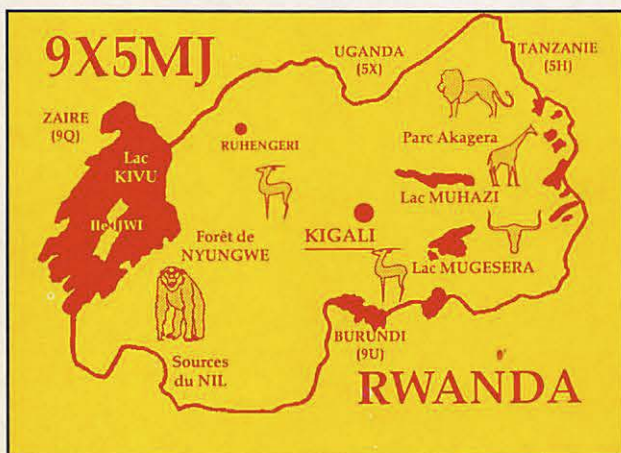 9X5MJ
UGANDA
(5X)
TANZANIE
(5H)
ZAIRE
(9Q)
RUHENGERI
Parc Akagera
Lac
KIVU
Ile IJWI
Lac MUHAZI
Forêt de
NYUNGWE
KIGALI
Lac MUGESERA
Sources
du NIL
BURUNDI
(9U)
RWANDA